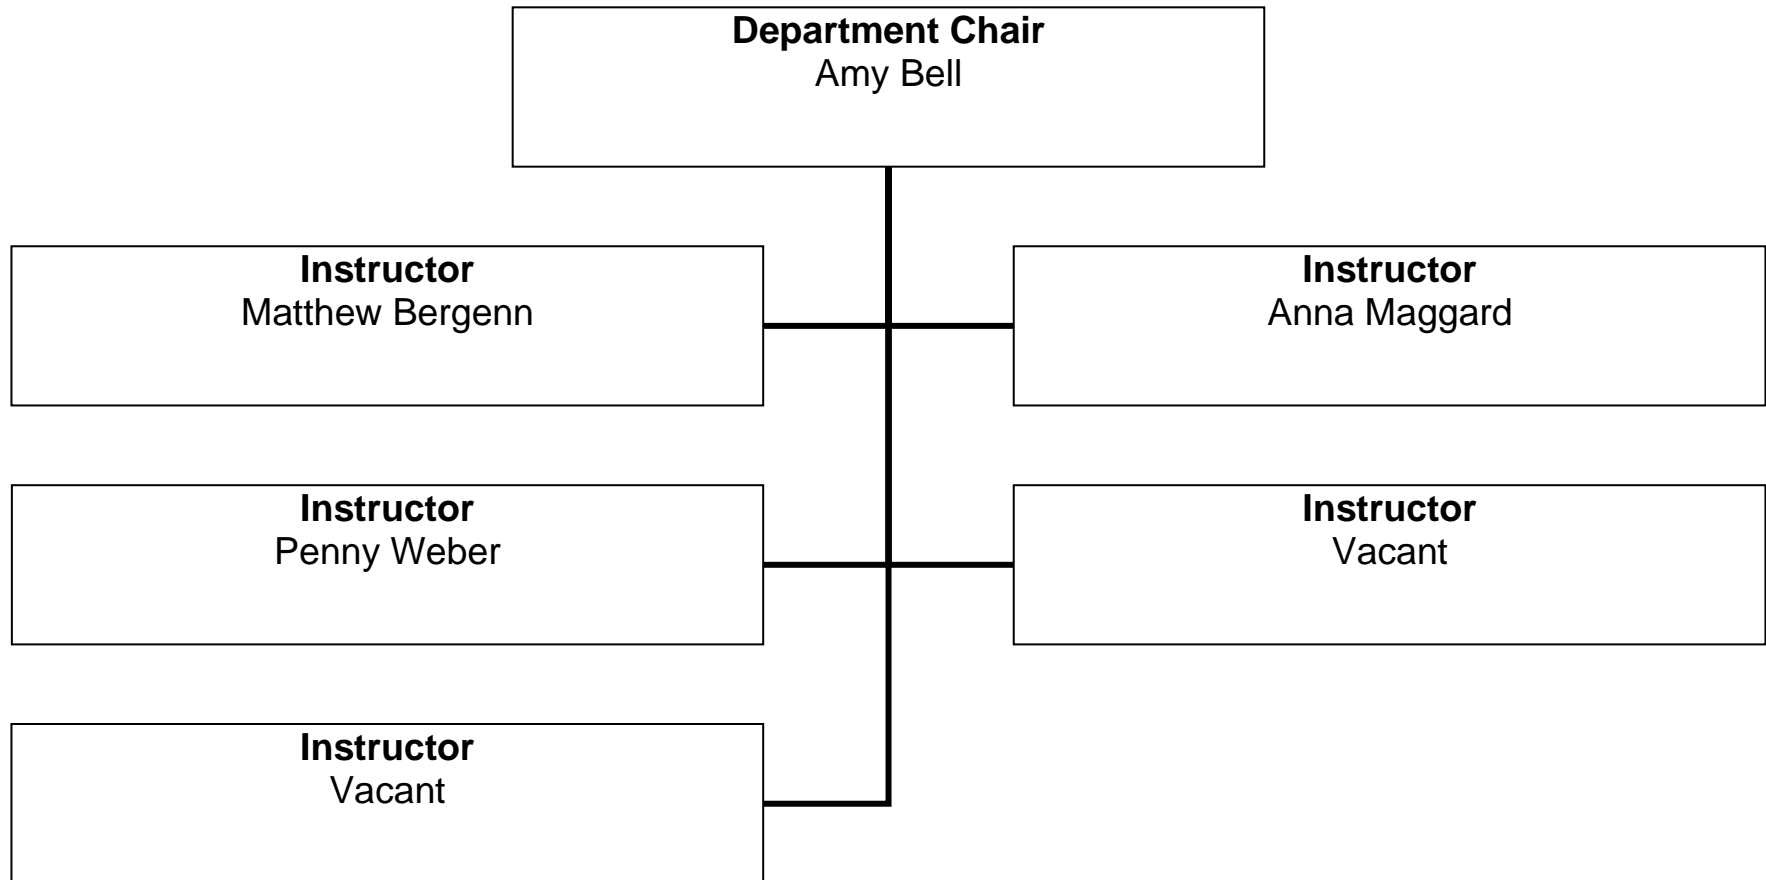 Department Chair
Amy Bell
Instructor
Matthew Bergenn
Instructor
Anna Maggard
Instructor
Penny Weber
Instructor
Vacant
Instructor
Vacant